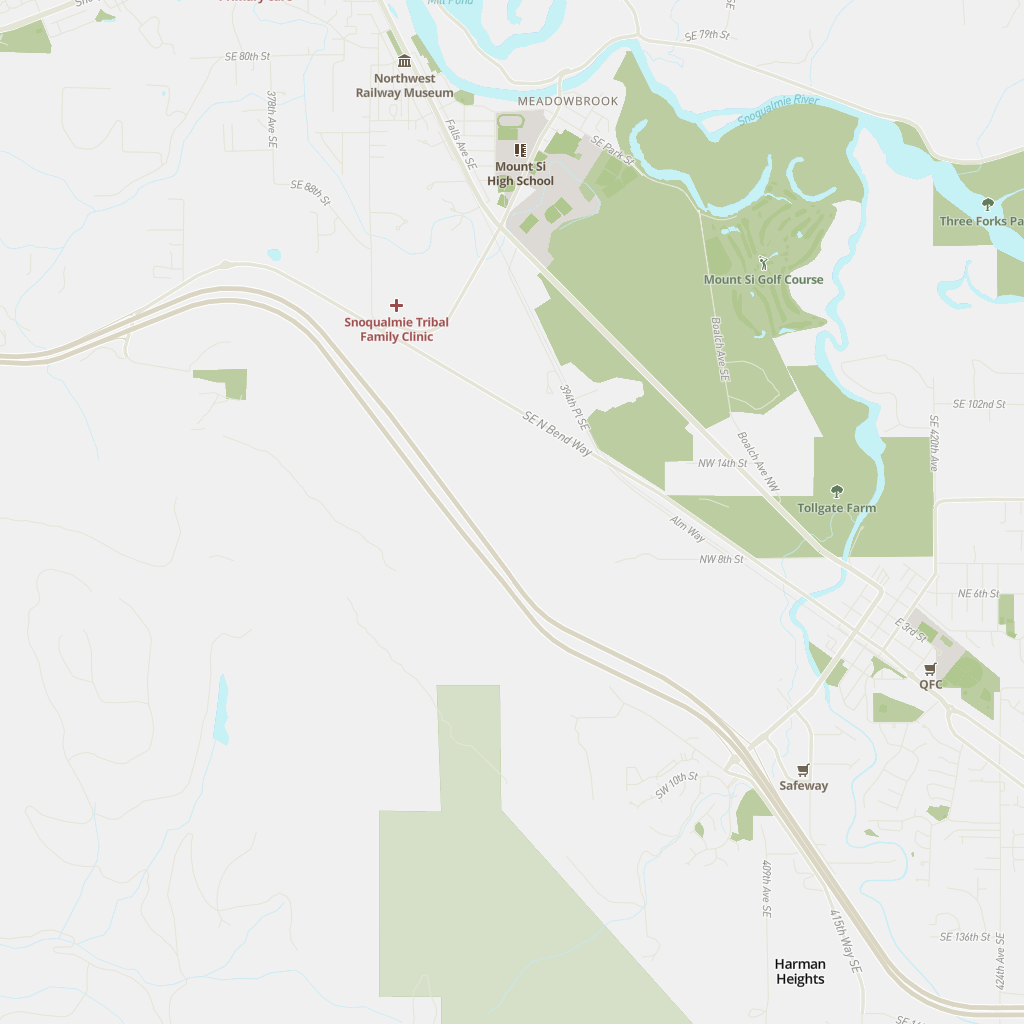 Mill Pond
SE 79th St
SE 80th St
Northwest
Railway Museum
378th Ave SE
MEADOWBROOK
Snoqualmie River
Falls Ave SE
SE Park St
Mount Si
High School
SE 88th St
Three Forks Pa
Mount Si Golf Course
Snoqualmie Tribal
Family Clinic
Boalch Ave SE
394th Pl SE
SE N Bend Way
SE 102nd St
SE 420th Ave
Boalch Ave NW
NW 14th St
Tollgate Farm
Alm Way
NW 8th St
NE 6th St
E 3rd St
QFC
SW 10th St
Safeway
409th Ave SE
415th Way SE
SE 136th St
424th Ave SE
Harman
Heights